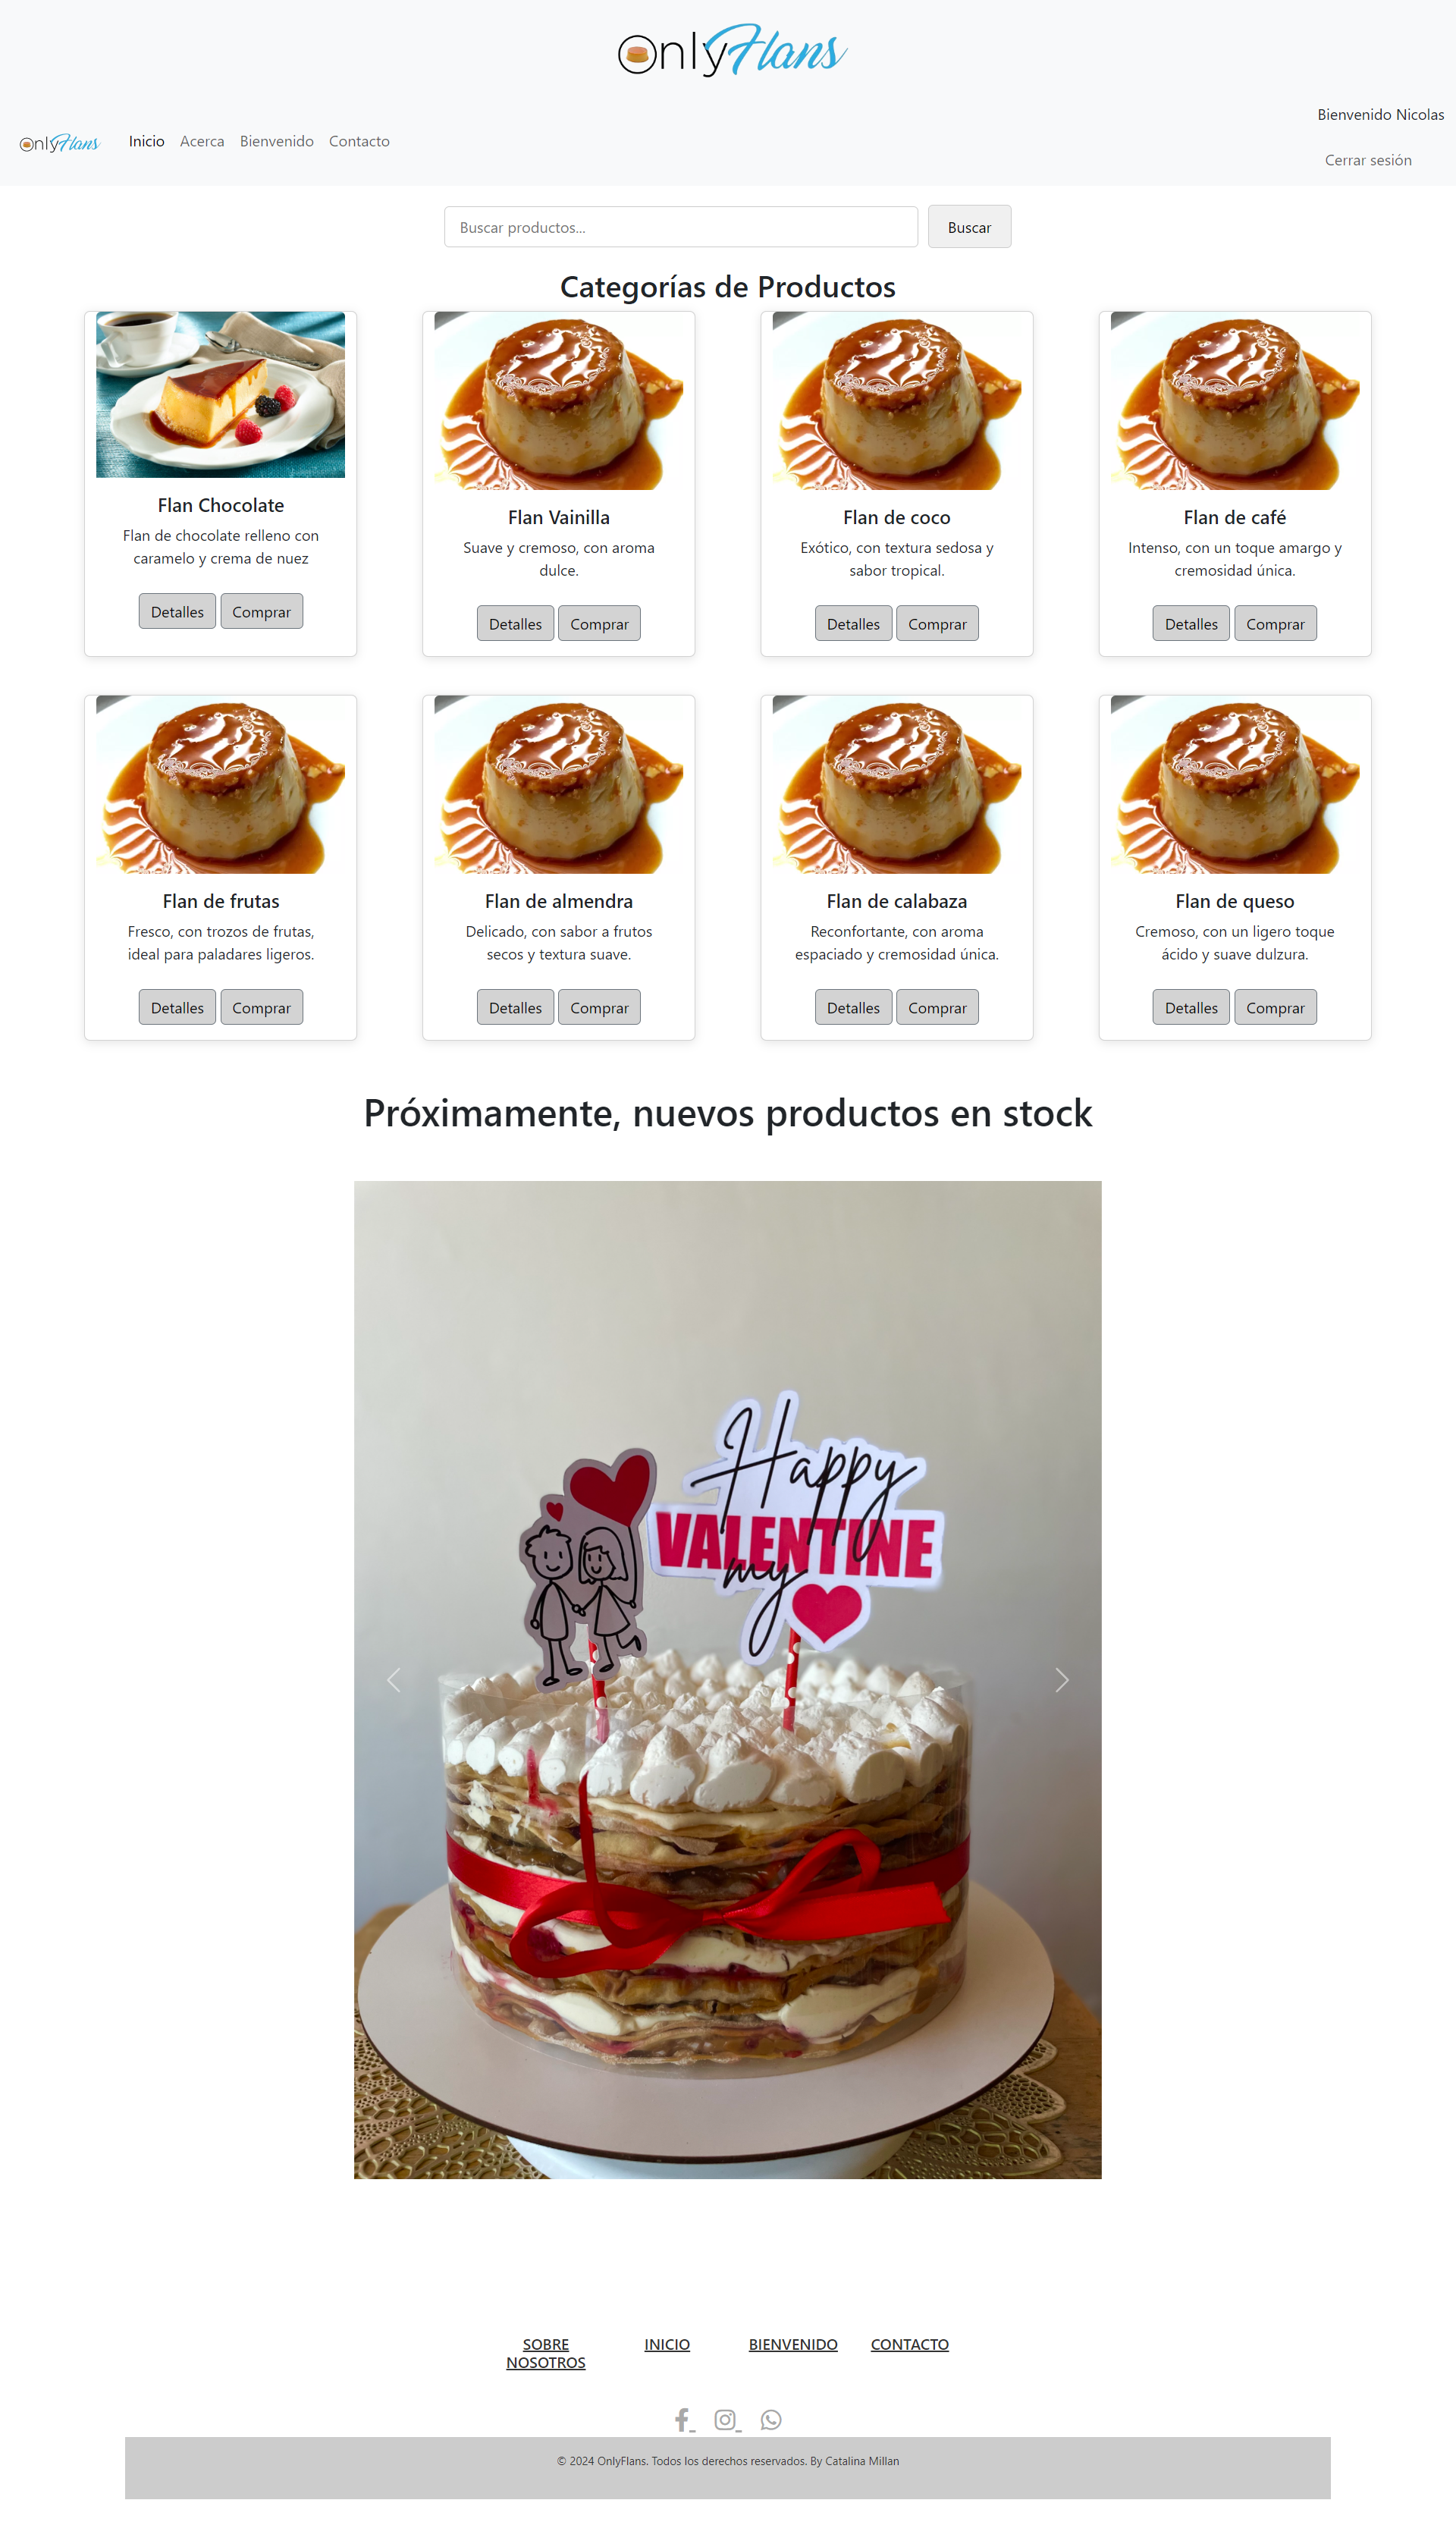 OnlyFlans
Bienvenido Nicolas
OnlyFlans Inicio Acerca Bienvenido Contacto
Cerrar sesión
Buscar productos... Buscar
Categorías de Productos
Flan Chocolate
Flan de chocolate relleno con
caramelo y crema de nuez
Detalles Comprar
Flan Vainilla
Suave y cremoso, con aroma
dulce.
Detalles Comprar
Flan de coco
Exótico, con textura sedosa y
sabor tropical.
Detalles Comprar
Flan de café
Intenso, con un toque amargo y
cremosidad única.
Detalles Comprar
Flan de frutas
Fresco, con trozos de frutas,
ideal para paladares ligeros.
Detalles Comprar
Flan de almendra
Delicado, con sabor a frutos
secos y textura suave.
Detalles Comprar
Flan de calabaza
Reconfortante, con aroma
espaciado y cremosidad única.
Detalles Comprar
Flan de queso
Cremoso, con un ligero toque
ácido y suave dulzura.
Detalles Comprar
Próximamente, nuevos productos en stock
Happy
VALENTINE
my
SOBRE
NOSOTROS
INICIO
BIENVENIDO
CONTACTO
© 2024 OnlyFlans. Todos los derechos reservados. By Catalina Millan